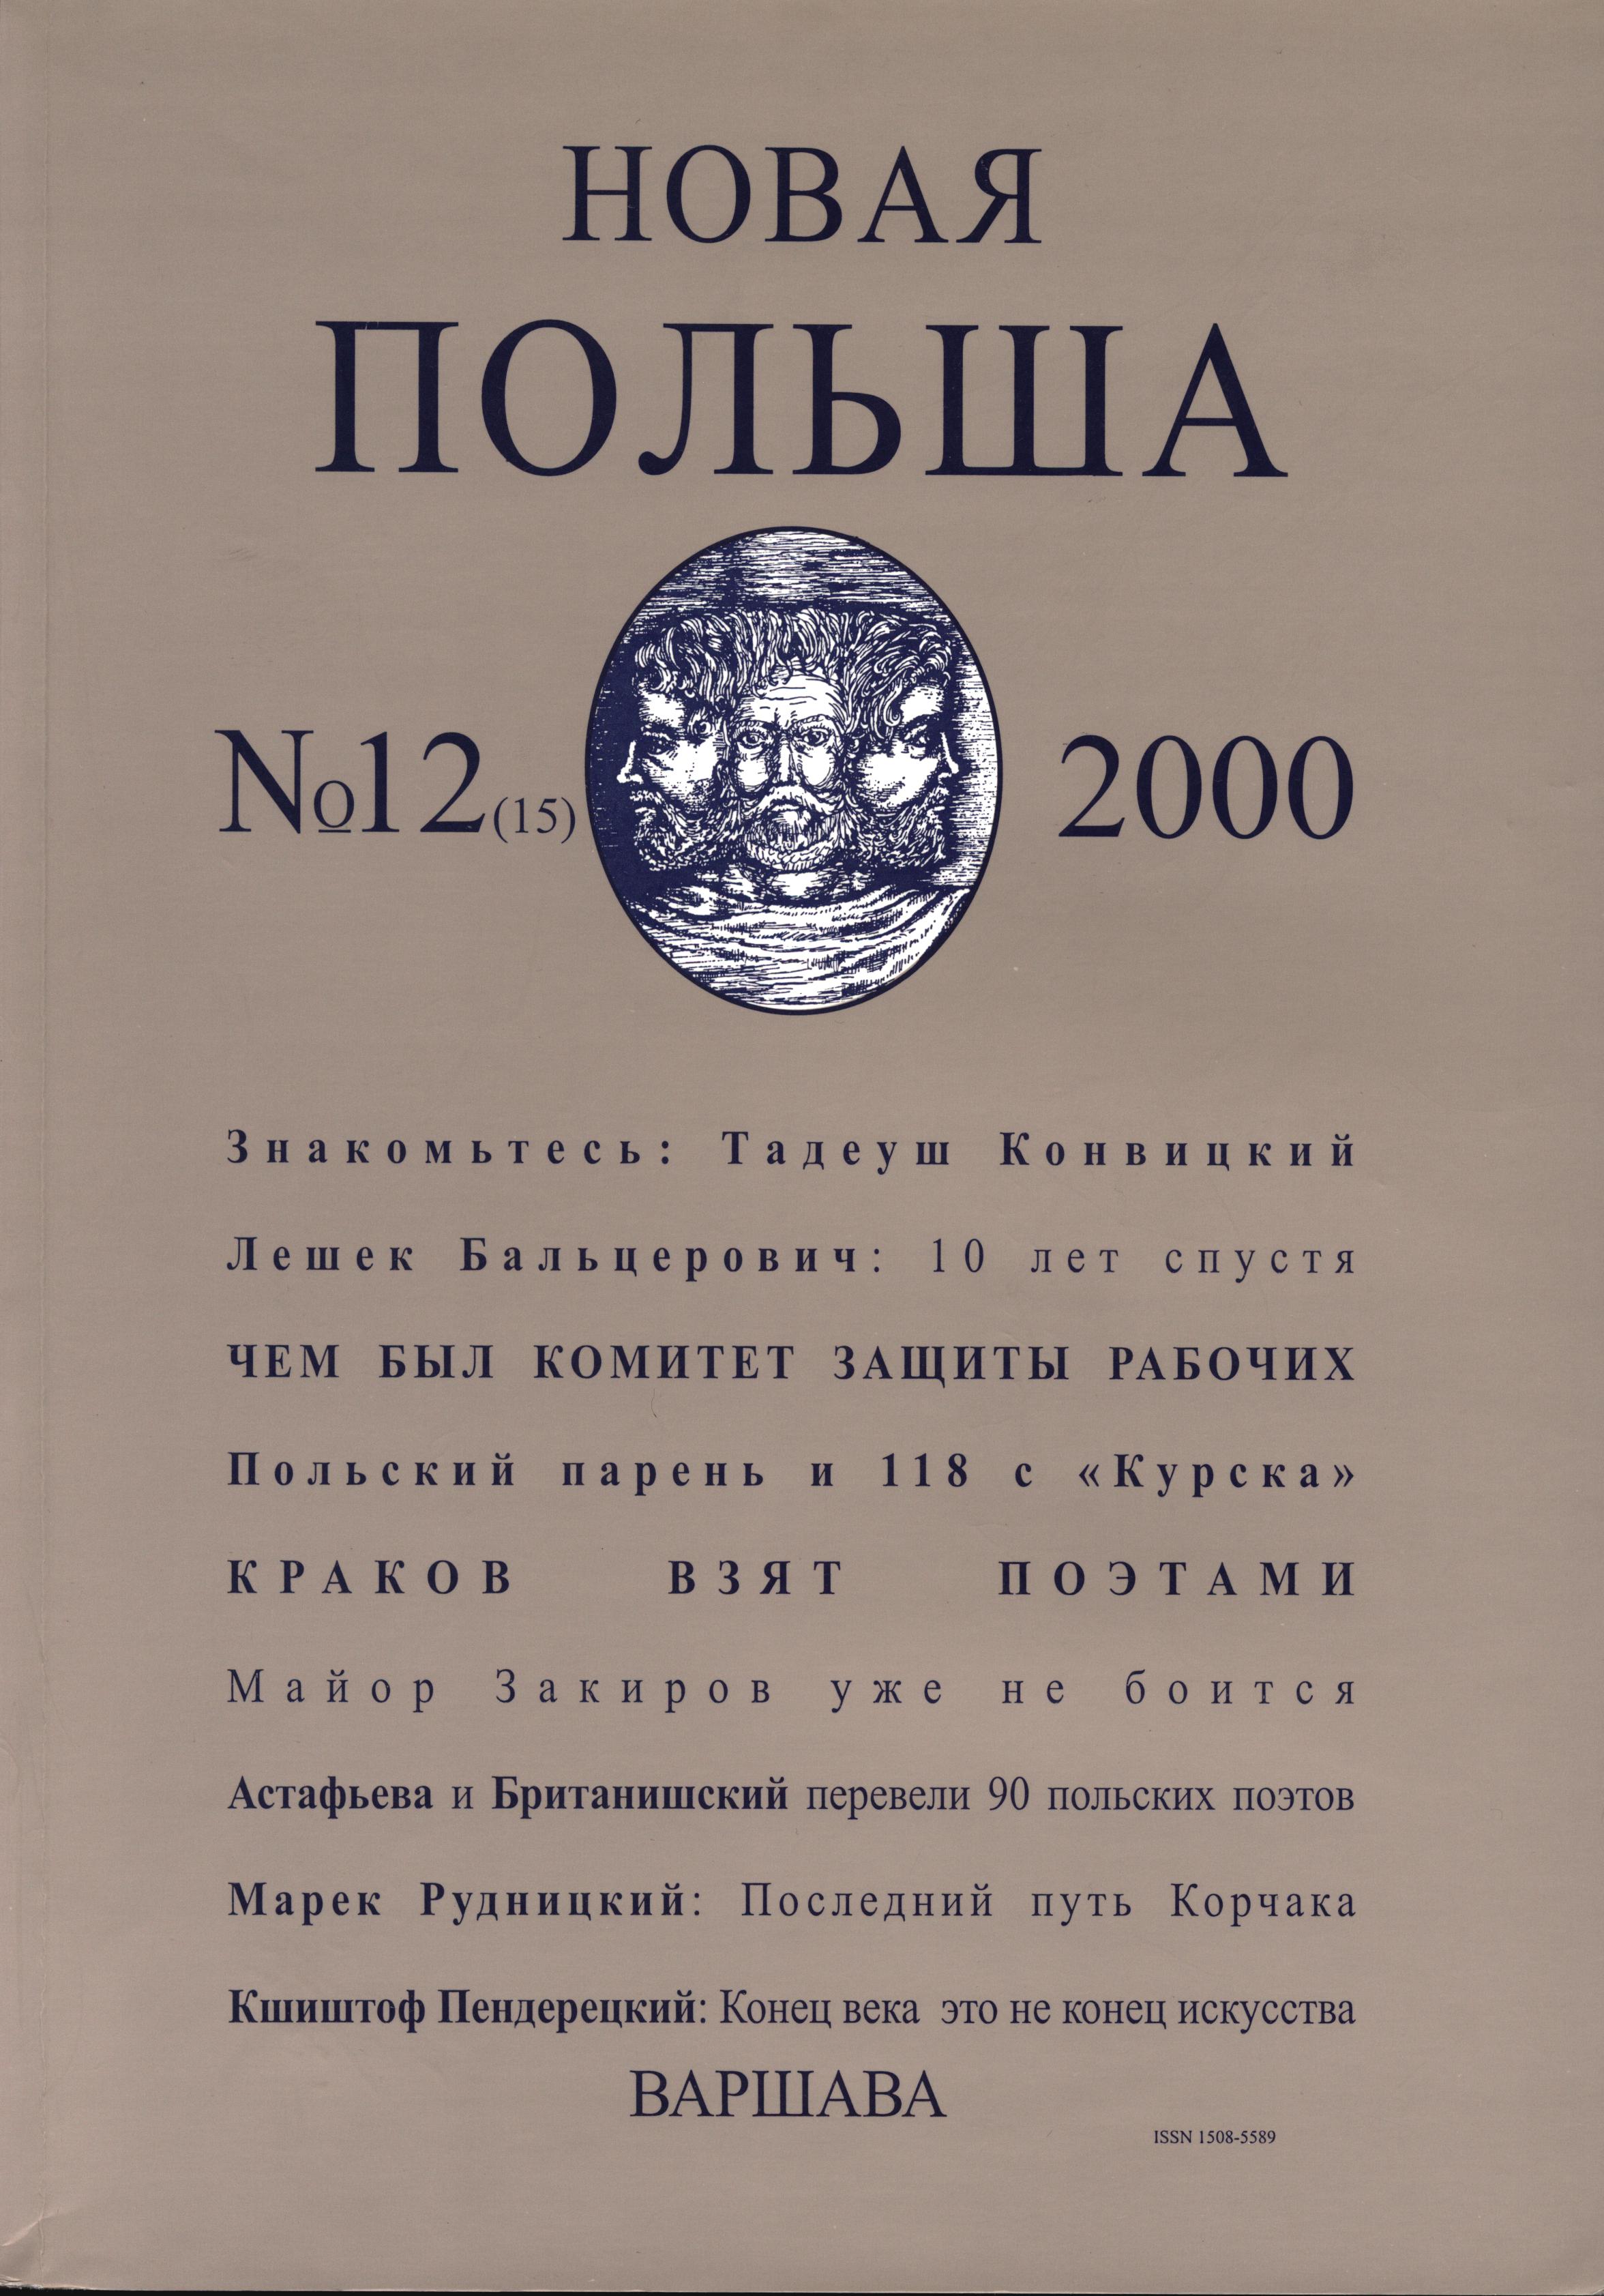 НОВАЯ
ПОЛЬША
№12(15) 2000
Знакомьтесь: Тадеуш Конвицкий
Лешек Бальцерович: 10 лет спустя
ЧЕМ БЫЛ КОМИТЕТ ЗАЩИТЫ РАБОЧИХ
Польский парень и 118 с «Курска»
КРАКОВ ВЗЯТ ПОЭТАМИ
Майор Закиров уже не боится
Астафьева и Британишский перевели 90 польских поэтов
Марек Рудницкий: Последний путь Корчака
Кшиштоф Пендерецкий: Конец века это не конец искусства
ВАРШАВА
ISSN 1508-5589